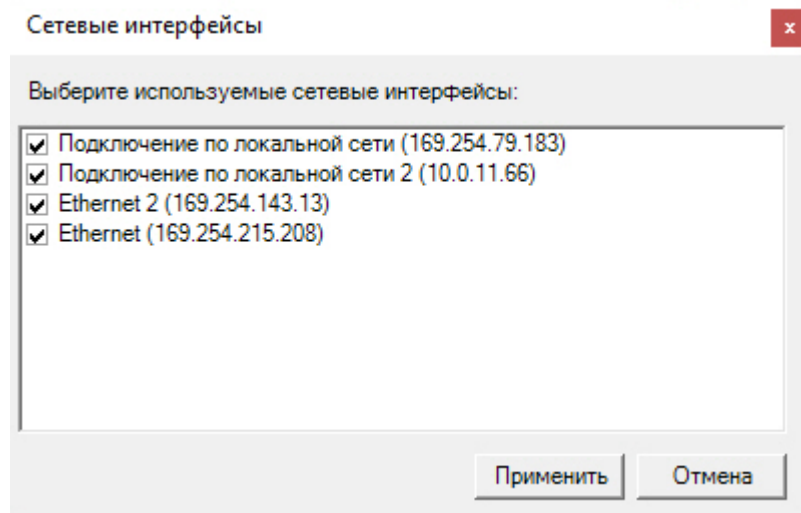 Сетевые интерфейсы
x
Выберите используемые сетевые интерфейсы:
Подключение по локальной сети (169.254.79.183)
Подключение по локальной сети 2 (10.0.11.66)
Ethernet 2 (169.254.143.13)
Ethernet (169.254.215.208)
Применить
Отмена